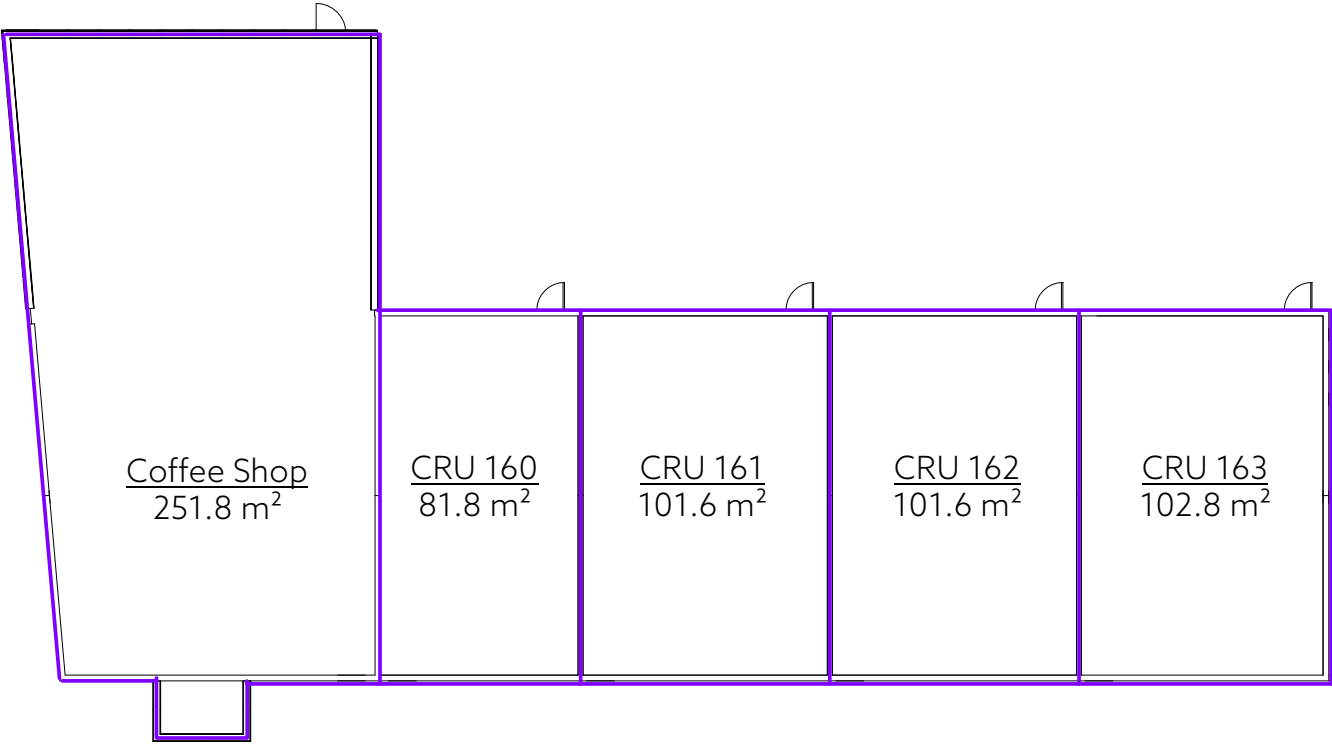 Coffee Shop
251.8 m²
CRU 160
81.8 m²
CRU 161
101.6 m²
CRU 162
101.6 m²
CRU 163
102.8 m²